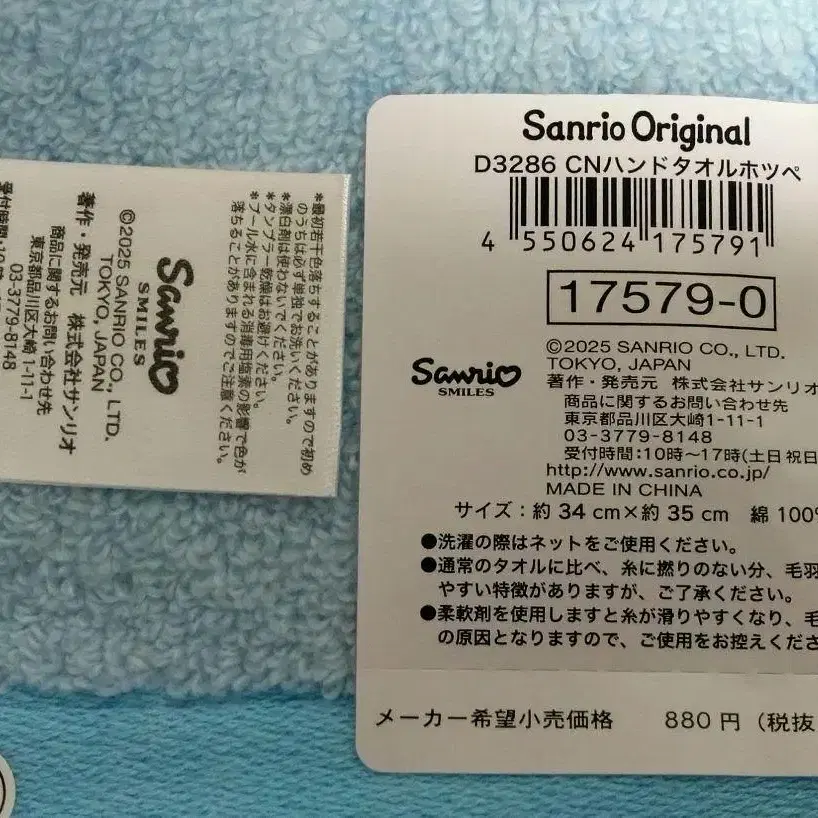 Sanrio Original
D3286 CNハンドタオルホツペ
4 550624 175791
17579-0
Sanrio
SMILES
©2025 SANRIO CO., LTD.
TOKYO, JAPAN
著作・発売元 株式会社サンリオ
商品に関するお問い合わせ先
東京都品川区大崎1-11-1
03-3779-8148
受付時間:10時～17時(土日祝日
http://www.sanrio.co.jp/
MADE IN CHINA
サイズ：約 34 cm×約 35 cm 綿 100%
●洗濯の際はネットをご使用ください。
●通常のタオルに比べ、糸に撚りのない分、毛羽
やすい特徴がありますが、ご了承ください。
●柔軟剤を使用しますと糸が滑りやすくなり、毛
の原因となりますので、ご使用をお控えくださ
メーカー希望小売価格 880 円（税抜
＊最初若干色落ちすることがありますので初め
のうちは必ず単独でお洗いください。
＊漂白剤は使わないでください。
＊タンブラー乾燥はお避けください。
＊プール水に含まれる消毒用塩素の影響で色が
落ちることがありますのでご注意ください。
Sanrio
SMILES
©2025 SANRIO CO., LTD.
TOKYO, JAPAN
著作・発売元 株式会社サンリオ
商品に関するお問い合わせ先
東京都品川区大崎 1-11-1
03-3779-8148